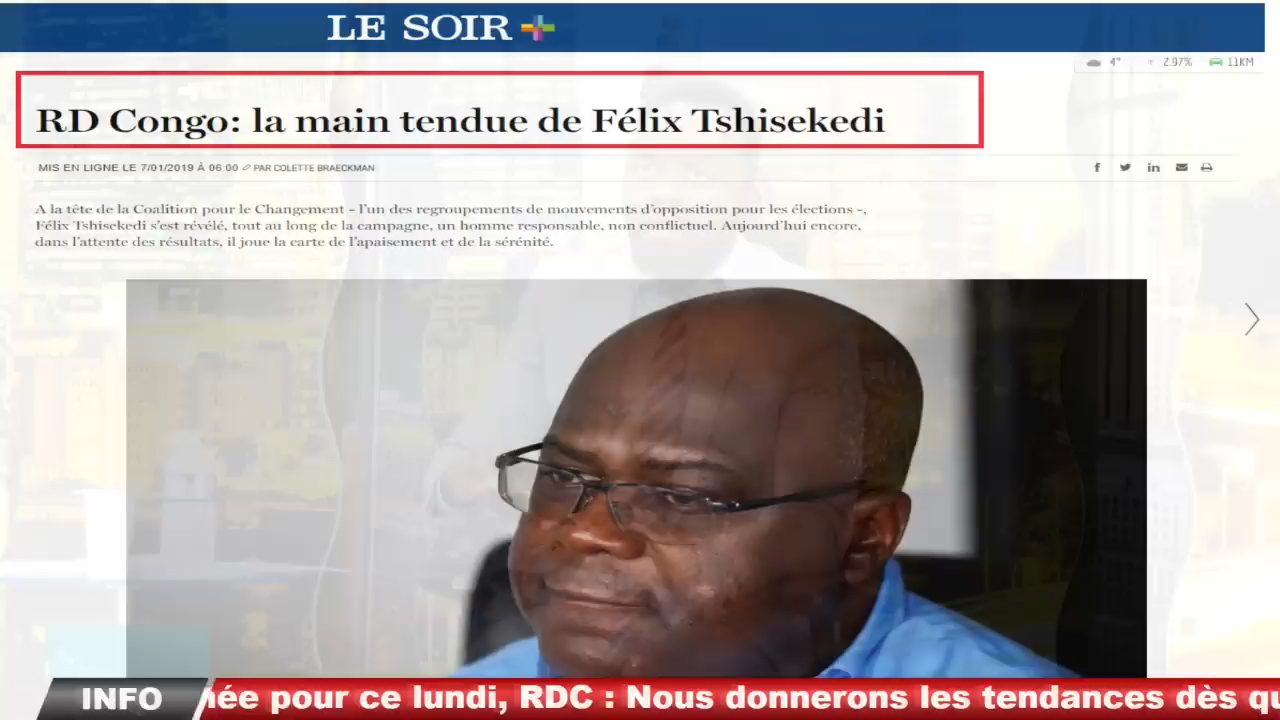 LE SOIR
4° 2.97% 11KM
RD Congo: la main tendue de Félix Tshisekedi
MIS EN LIGNE LE 7/01/2019 À 06:00 PAR COLETTE BRAECKMAN
A la tête de la Coalition pour le Changement - l'un des regroupements de mouvements d'opposition pour les élections -,
Félix Tshisekedi s'est révélé, tout au long de la campagne, un homme responsable, non conflictuel. Aujourd'hui encore,
dans l'attente des résultats, il joue la carte de l'apaisement et de la sérénité.
INFO pour ce lundi, RDC : Nous donnerons les tendances dès